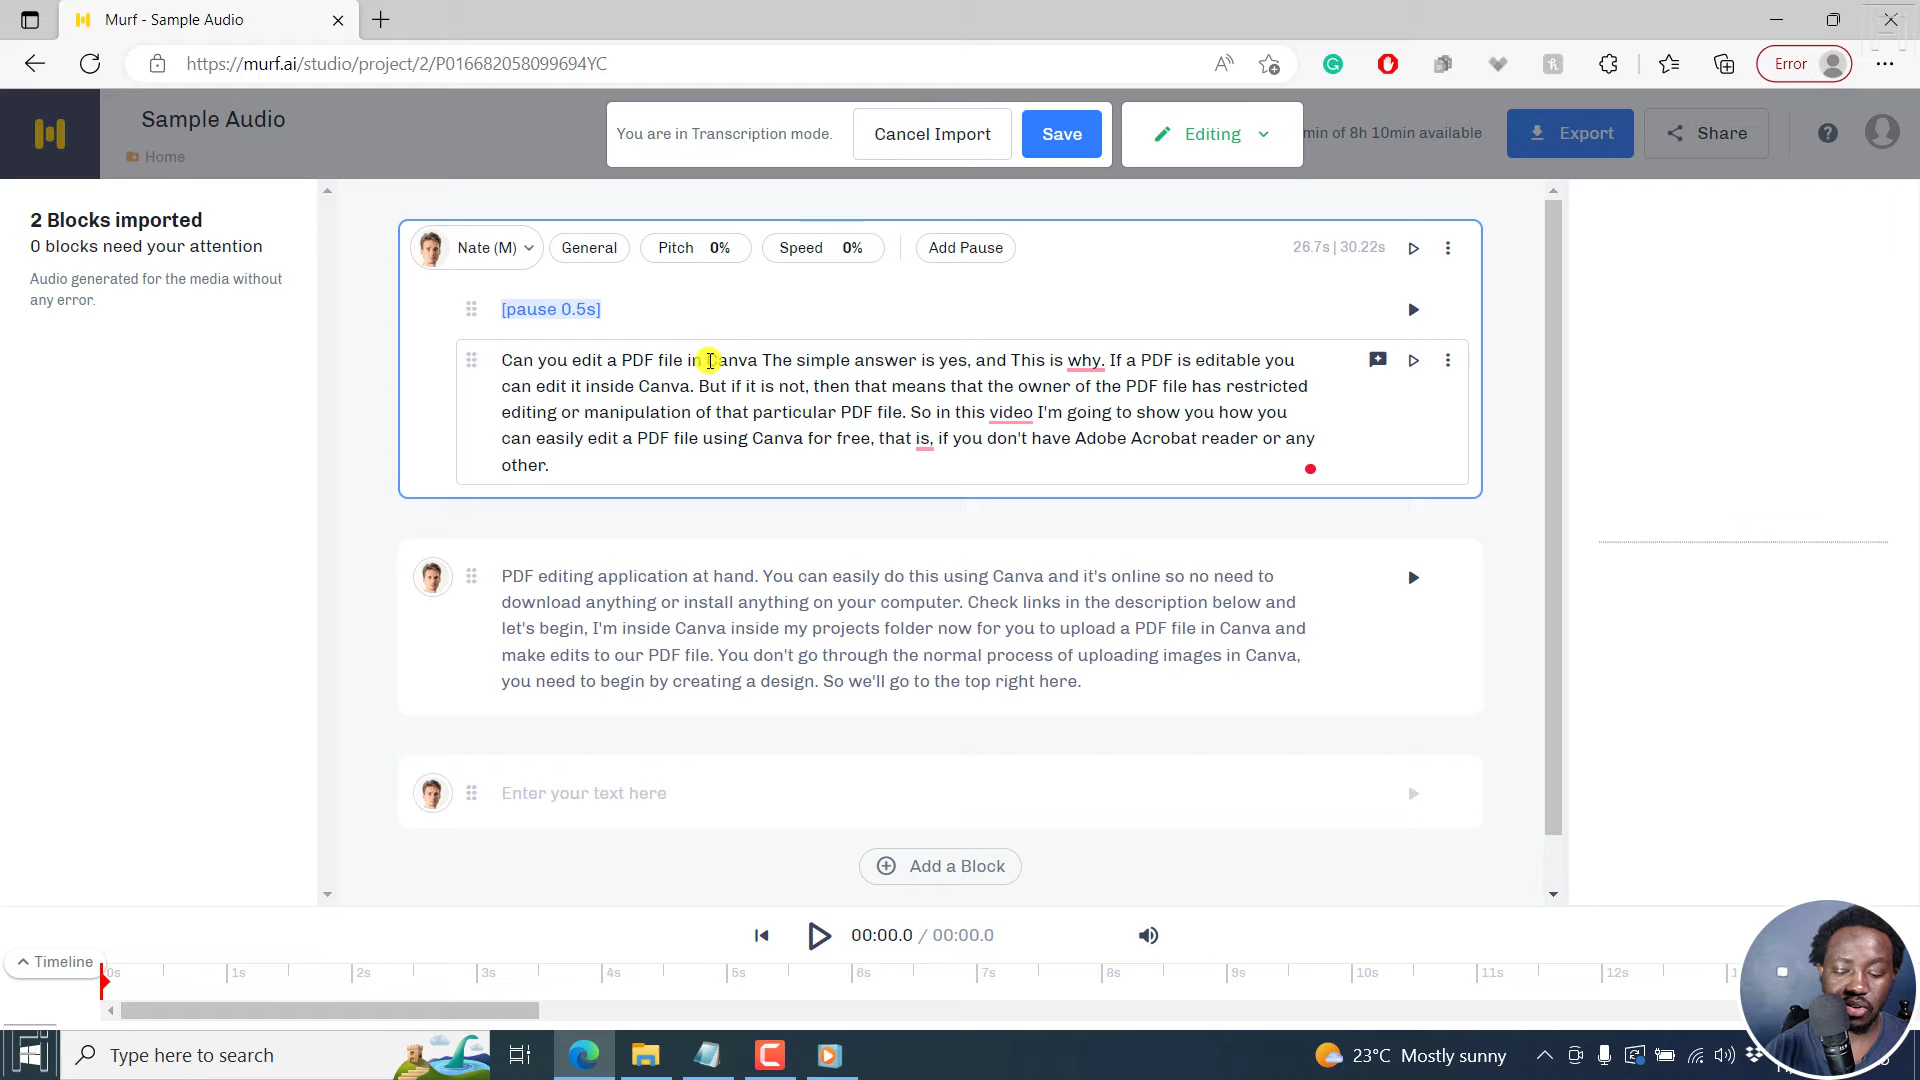 Murf - Sample Audio
https://murf.ai/studio/project/2/P016682058099694YC
Error
Sample Audio
Home
You are in Transcription mode.
Cancel Import
Save
Editing
min of 8h 10min available
Export
Share
2 Blocks imported
0 blocks need your attention
Audio generated for the media without
any error.
Nate (M)
General
Pitch 0%
Speed 0%
Add Pause
26.7s | 30.22s
[pause 0.5s]
Can you edit a PDF file in Canva The simple answer is yes, and This is why. If a PDF is editable you
can edit it inside Canva. But if it is not, then that means that the owner of the PDF file has restricted
editing or manipulation of that particular PDF file. So in this video I'm going to show you how you
can easily edit a PDF file using Canva for free, that is, if you don't have Adobe Acrobat reader or any
other.
PDF editing application at hand. You can easily do this using Canva and it's online so no need to
download anything or install anything on your computer. Check links in the description below and
let's begin, I'm inside Canva inside my projects folder now for you to upload a PDF file in Canva and
make edits to our PDF file. You don't go through the normal process of uploading images in Canva,
you need to begin by creating a design. So we'll go to the top right here.
Enter your text here
Add a Block
00:00.0 / 00:00.0
Timeline
0s 1s 2s 3s 4s 5s 6s 7s 8s 9s 10s 11s 12s
Type here to search
23°C Mostly sunny